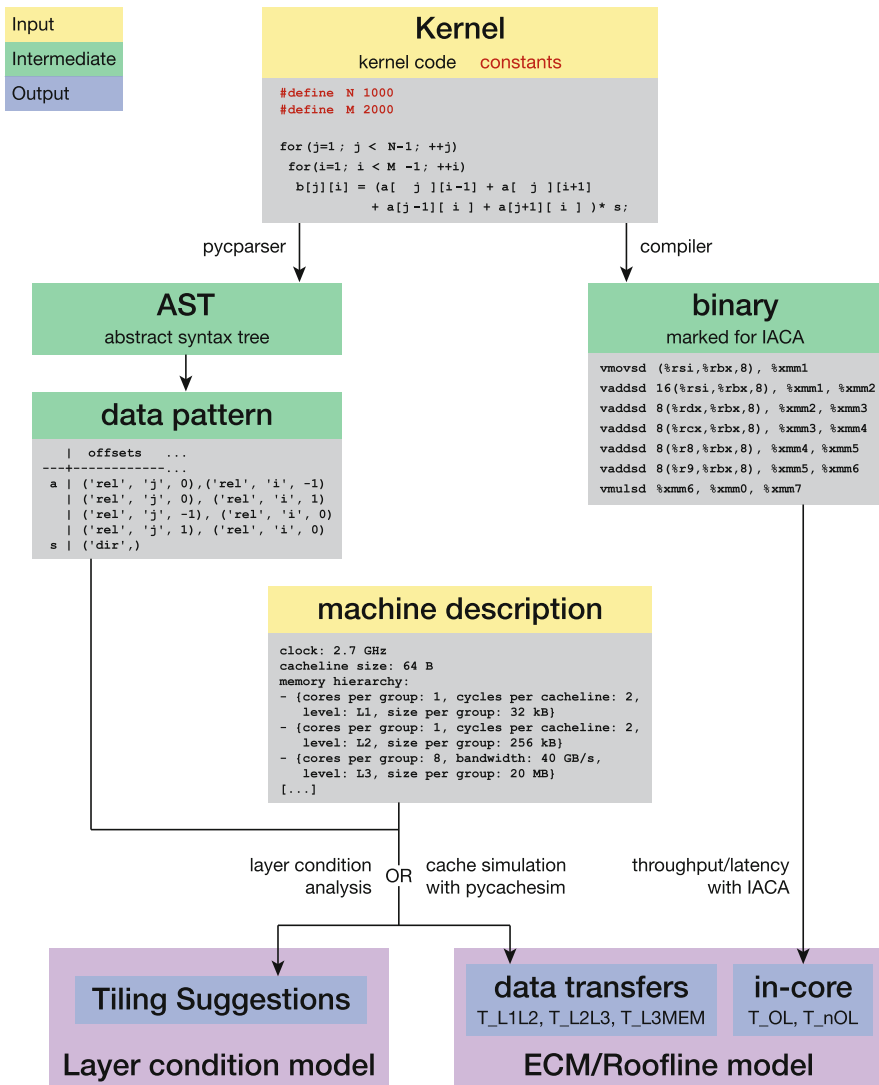 Input
Intermediate
Output
Kernel
kernel code constants
#define N 1000
#define M 2000
for(j=1; j < N-1; ++j)
for(i=1; i < M -1; ++i)
b[j][i] = (a[ j ][i-1] + a[ j ][i+1]
+ a[j-1][ i ] + a[j+1][ i ] )* s;
pycparser
compiler
AST
abstract syntax tree
binary
marked for IACA
vmovsd (%rsi,%rbx,8), %xmm1
vaddsd 16(%rsi,%rbx,8), %xmm1, %xmm2
vaddsd 8(%rdx,%rbx,8), %xmm2, %xmm3
vaddsd 8(%rcx,%rbx,8), %xmm3, %xmm4
vaddsd 8(%r8,%rbx,8), %xmm4, %xmm5
vaddsd 8(%r9,%rbx,8), %xmm5, %xmm6
vmulsd %xmm6, %xmm0, %xmm7
data pattern
| offsets ...
---+------------...
a | ('rel', 'j', 0),('rel', 'i', -1)
| ('rel', 'j', 0), ('rel', 'i', 1)
| ('rel', 'j', -1), ('rel', 'i', 0)
| ('rel', 'j', 1), ('rel', 'i', 0)
s | ('dir',)
machine description
clock: 2.7 GHz
cacheline size: 64 B
memory hierarchy:
- {cores per group: 1, cycles per cacheline: 2,
level: L1, size per group: 32 kB}
- {cores per group: 1, cycles per cacheline: 2,
level: L2, size per group: 256 kB}
- {cores per group: 8, bandwidth: 40 GB/s,
level: L3, size per group: 20 MB}
[...]
layer condition
analysis
OR
cache simulation
with pycachesim
throughput/latency
with IACA
Tiling Suggestions
Layer condition model
data transfers
T_L1L2, T_L2L3, T_L3MEM
in-core
T_OL, T_nOL
ECM/Roofline model